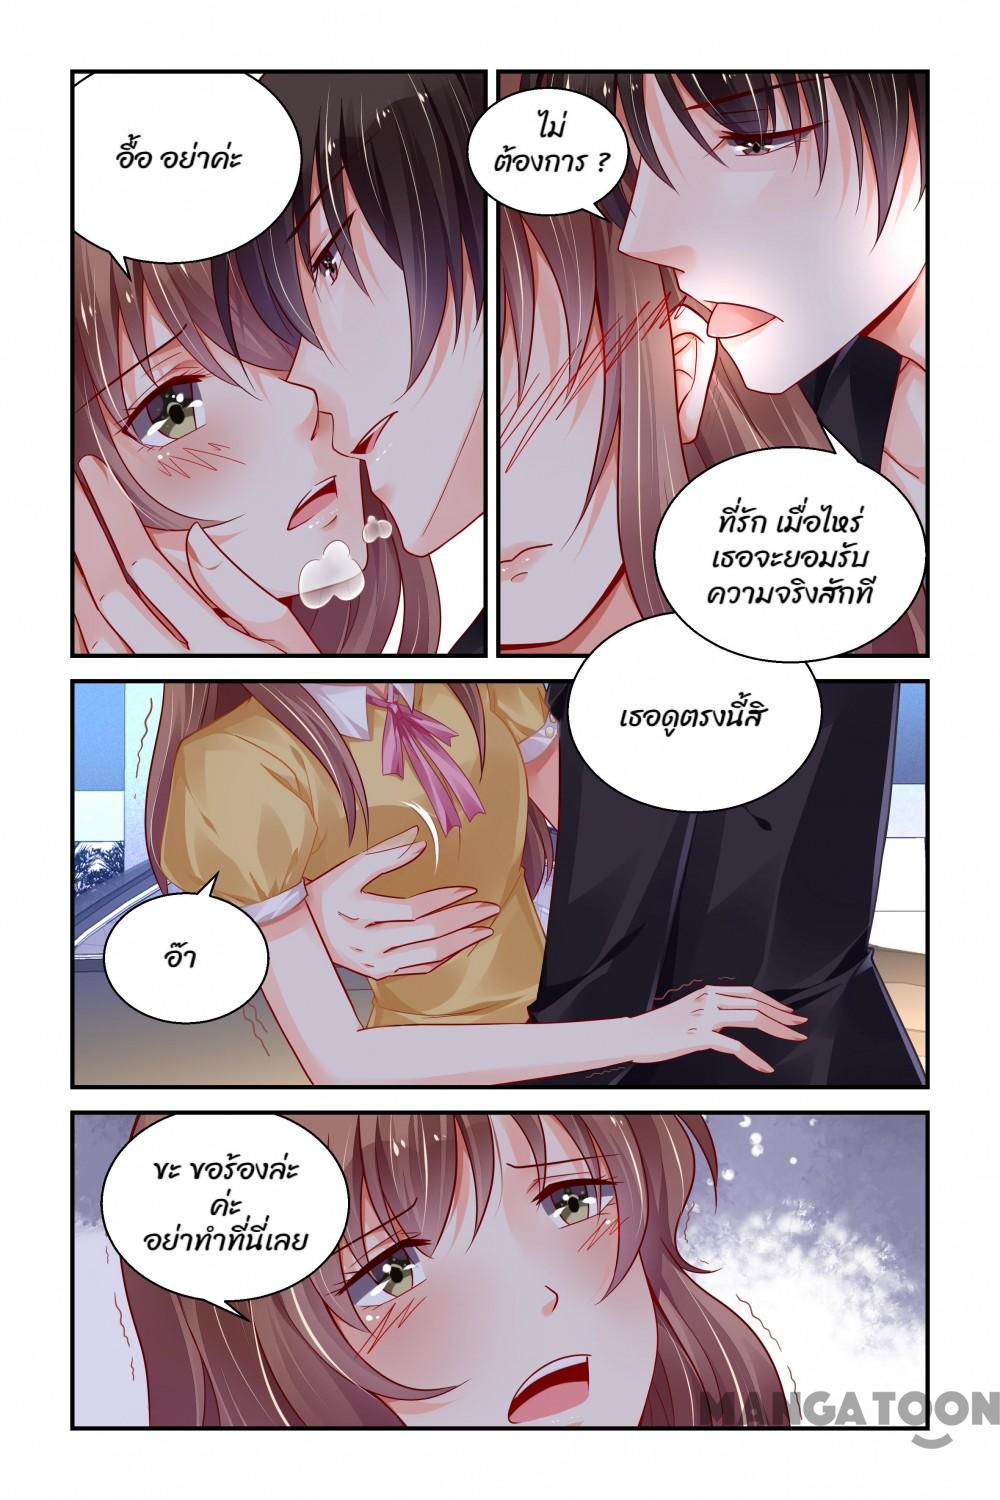 อื้อ อย่าค่ะ
ไม่
ต้องการ ?
ที่รัก เมื่อไหร่
เธอจะยอมรับ
ความจริงสักที
เธอดูตรงนี้สิ
อ๊า
ขะ ขอร้องล่ะ
ค่ะ
อย่าทำที่นี่เลย
MANGATOON